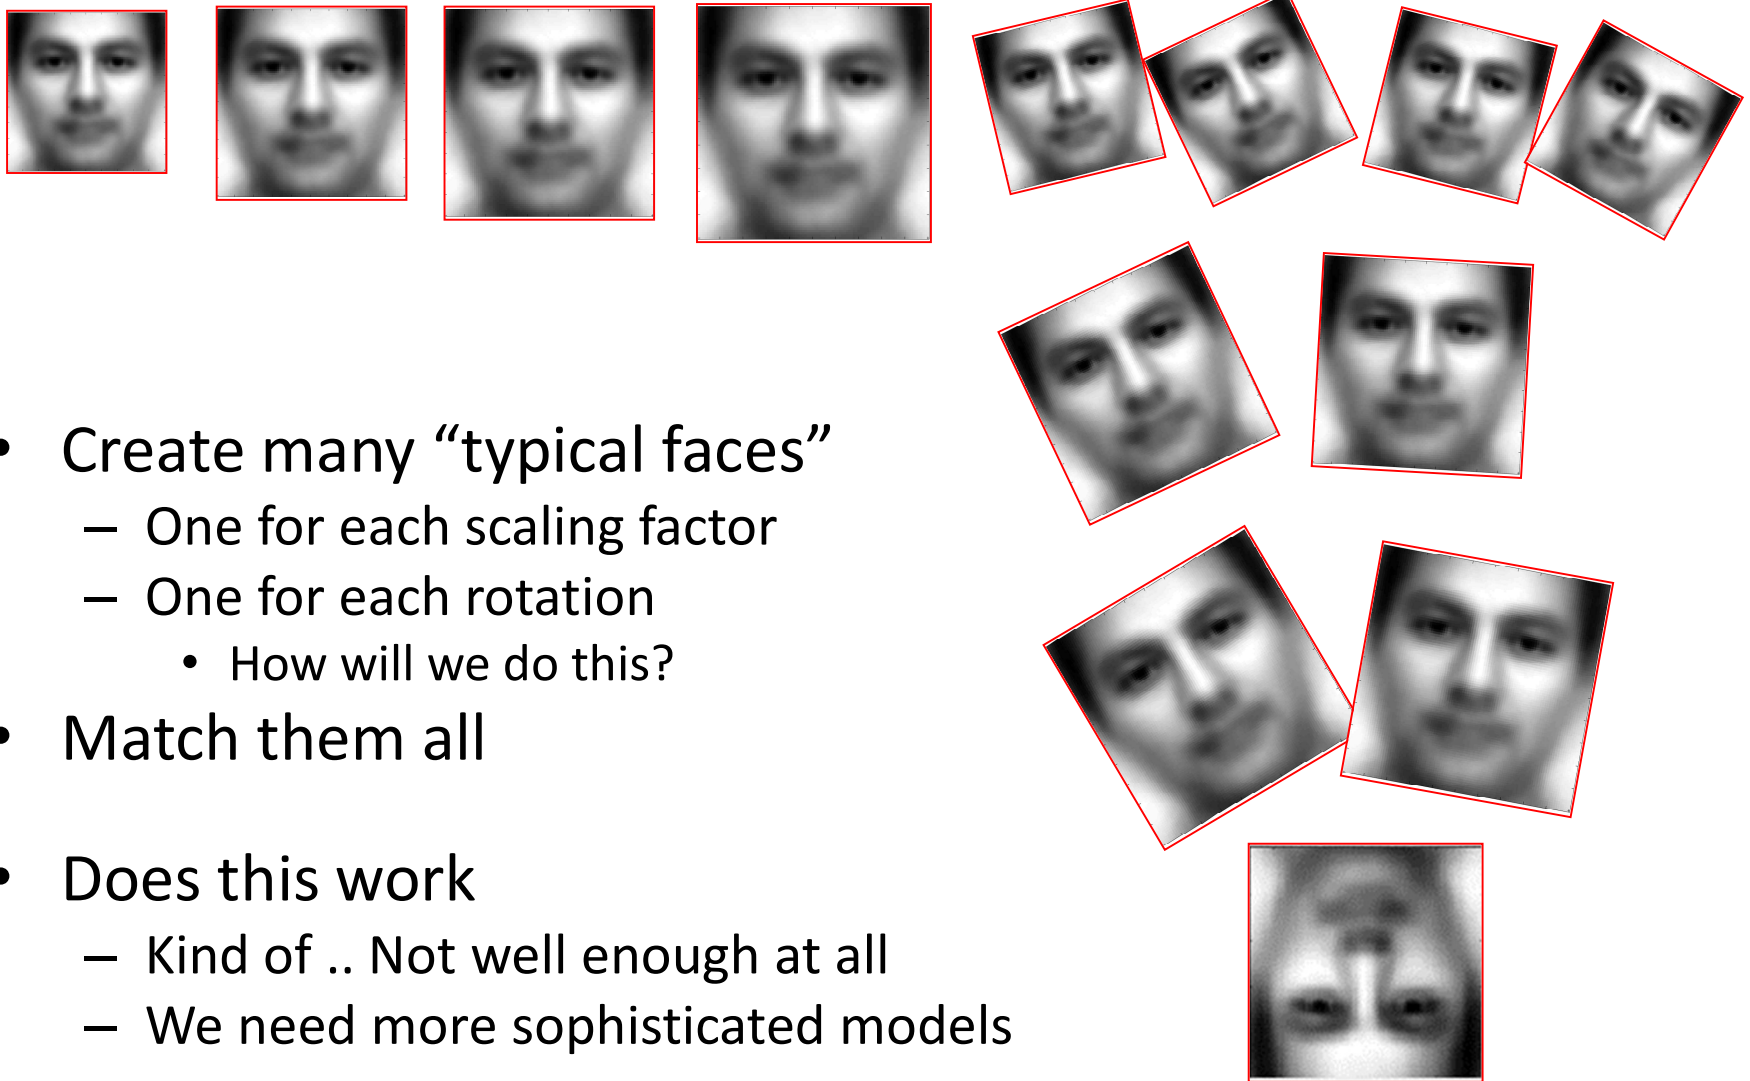 • Create many “typical faces”
– One for each scaling factor
– One for each rotation
• How will we do this?
• Match them all
• Does this work
– Kind of .. Not well enough at all
– We need more sophisticated models